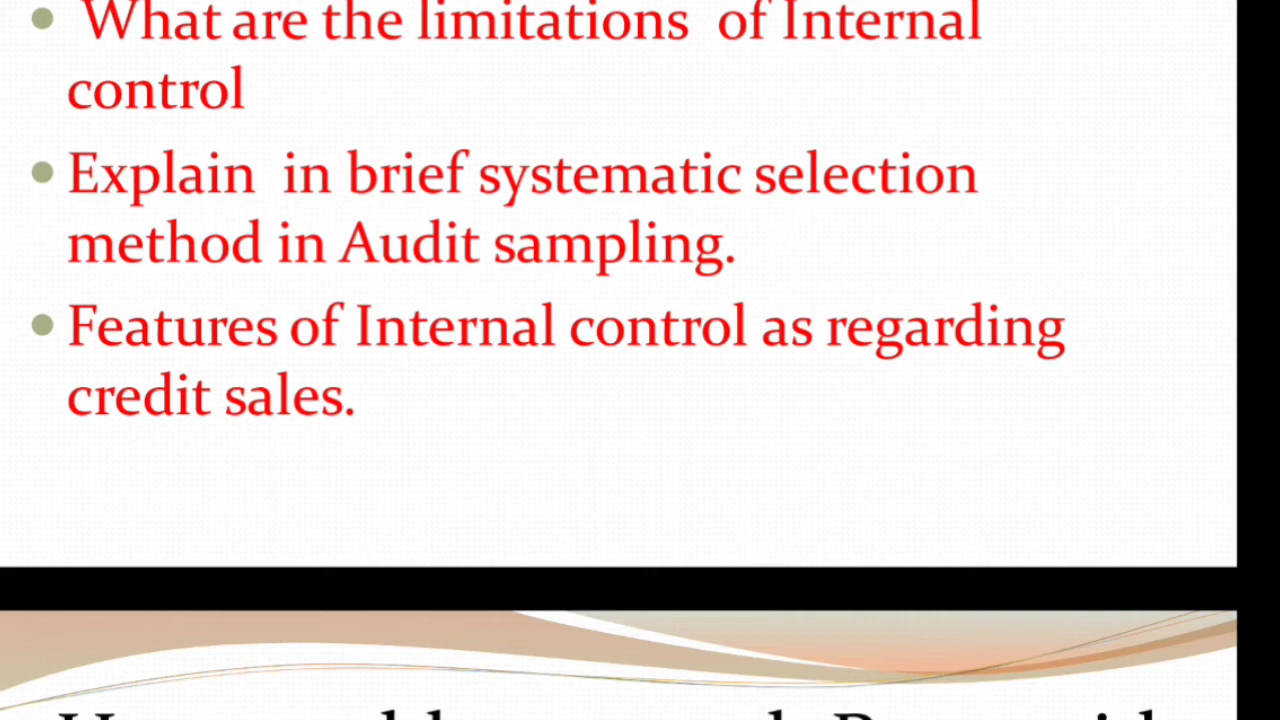 What are the limitations of Internal
control
Explain in brief systematic selection
method in Audit sampling.
Features of Internal control as regarding
credit sales.